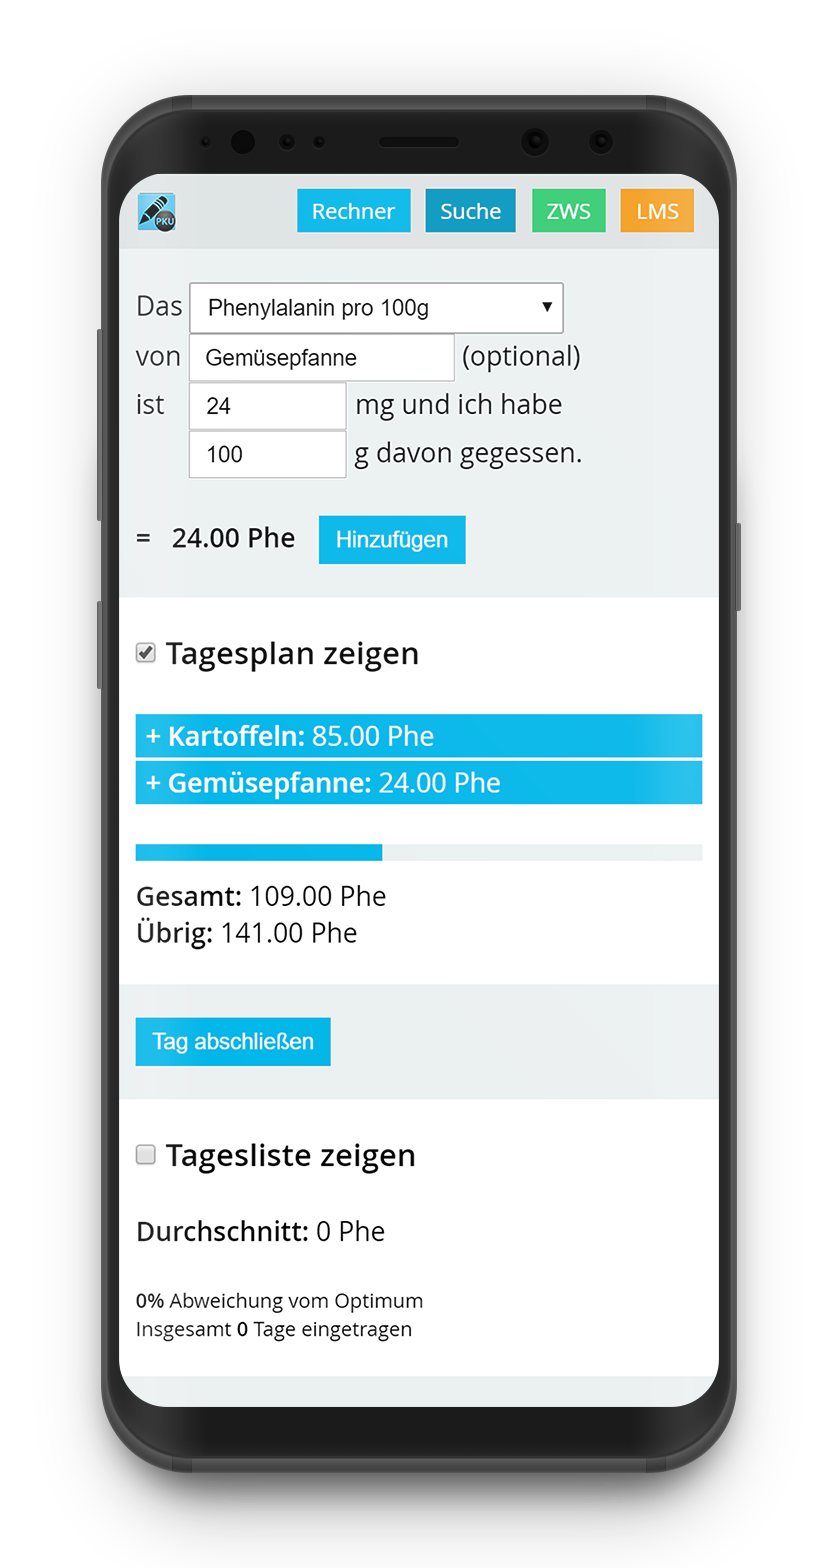 PKU
Rechner Suche ZWS LMS
Das Phenylalanin pro 100g
von Gemüsepfanne (optional)
ist 24 mg und ich habe
100 g davon gegessen.
= 24.00 Phe Hinzufügen
Tagesplan zeigen
+ Kartoffeln: 85.00 Phe
+ Gemüsepfanne: 24.00 Phe
Gesamt: 109.00 Phe
Übrig: 141.00 Phe
Tag abschließen
Tagesliste zeigen
Durchschnitt: 0 Phe
0% Abweichung vom Optimum
Insgesamt 0 Tage eingetragen